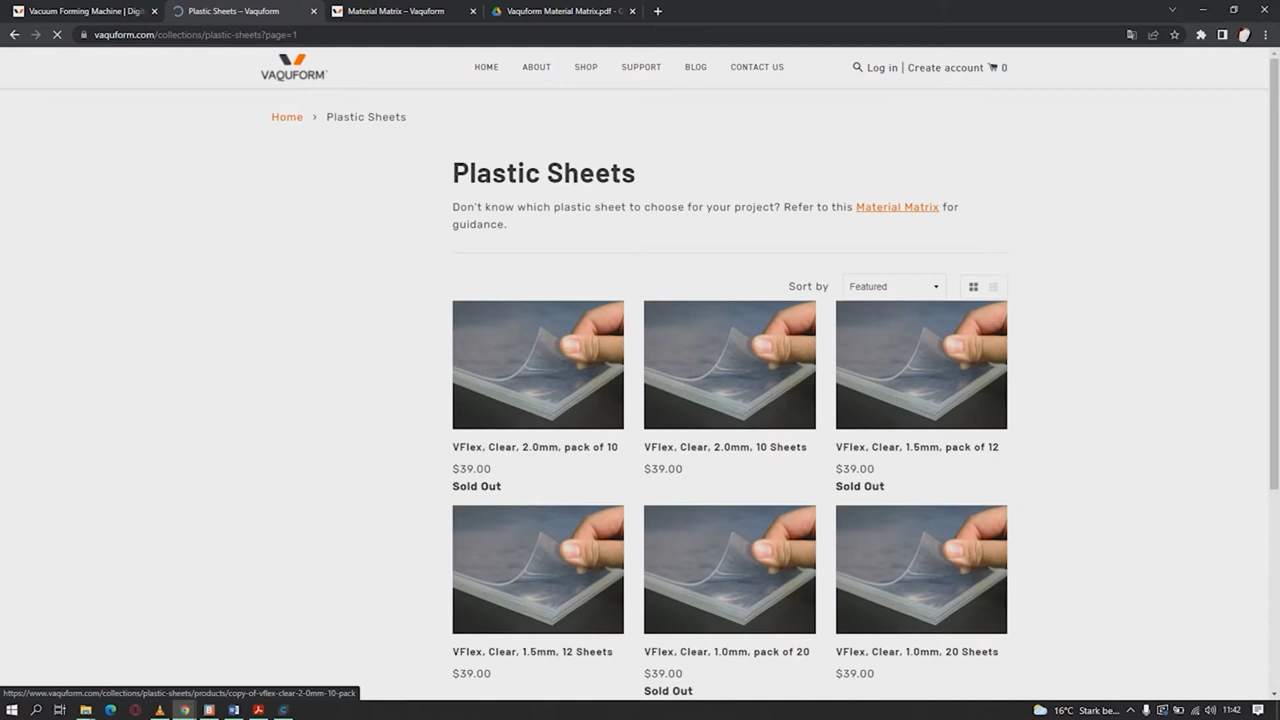 Vacuum Forming Machine | Digi
Plastic Sheets – Vaquform
Material Matrix – Vaquform
Vaquform Material Matrix.pdf - G
vaquform.com/collections/plastic-sheets?page=1
VAQUFORM
HOME
ABOUT
SHOP
SUPPORT
BLOG
CONTACT US
Log in | Create account 0
Home › Plastic Sheets
Plastic Sheets
Don't know which plastic sheet to choose for your project? Refer to this Material Matrix for
guidance.
Sort by Featured
VFlex, Clear, 2.0mm, pack of 10
$39.00
Sold Out
VFlex, Clear, 2.0mm, 10 Sheets
$39.00
VFlex, Clear, 1.5mm, pack of 12
$39.00
Sold Out
VFlex, Clear, 1.5mm, 12 Sheets
$39.00
VFlex, Clear, 1.0mm, pack of 20
$39.00
Sold Out
VFlex, Clear, 1.0mm, 20 Sheets
$39.00
https://www.vaquform.com/collections/plastic-sheets/products/copy-of-vflex-clear-2-0mm-10-pack
16°C Stark be... 11:42